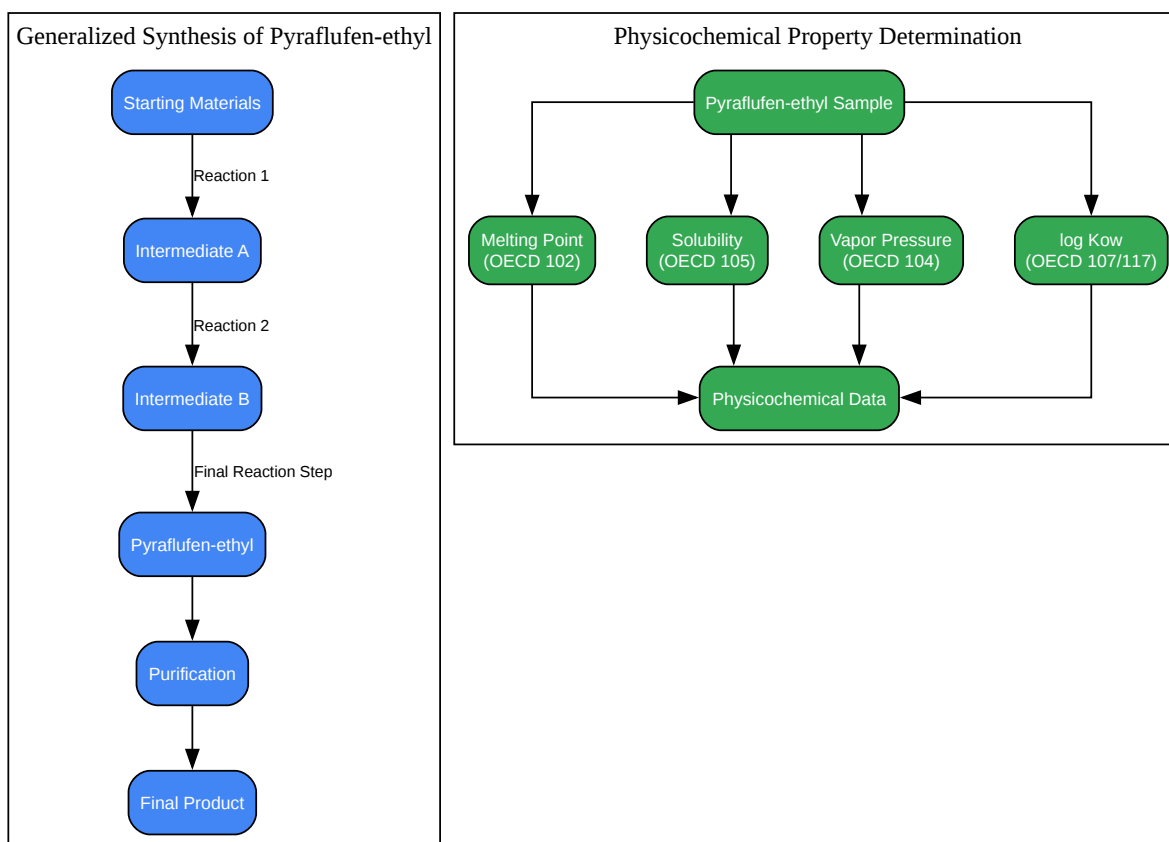 Generalized Synthesis of Pyraflufen-ethyl
Starting Materials
Reaction 1
Intermediate A
Reaction 2
Intermediate B
Final Reaction Step
Pyraflufen-ethyl
Purification
Final Product
Physicochemical Property Determination
Pyraflufen-ethyl Sample
Melting Point
(OECD 102)
Solubility
(OECD 105)
Vapor Pressure
(OECD 104)
log Kow
(OECD 107/117)
Physicochemical Data